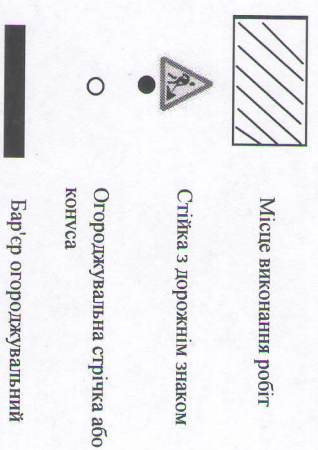 Місце виконання робіт
Стійка з дорожнім знаком
Огороджувальна стрічка або
конуса
Бар'єр огороджувальний